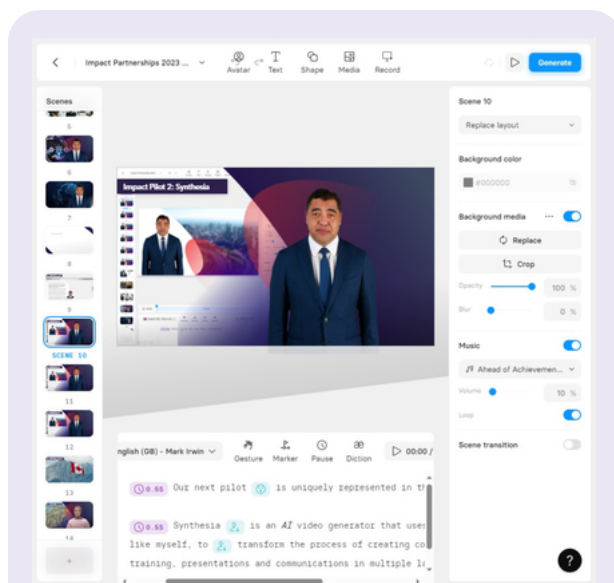 Impact Partnerships 2023 ...
Avatar
Text
Shape
Media
Record
Generate
Scenes
5
6
7
8
9
SCENE 10
11
12
13
14
+
Impact Pilot 2: Synthesia
Scene 10
Replace layout
Background color
#000000
Background media
Replace
Crop
Opacity
100 %
Blur
0 %
Music
Ahead of Achievemen...
Volume
10 %
Loop
Scene transition
nglish (GB) - Mark Irwin
Gesture
Marker
Pause
æ
Diction
00:00 /
0.5S Our next pilot is uniquely represented in th
0.5S Synthesia is an AI video generator that uses
like myself, to transform the process of creating co
training, presentations and communications in multiple
?